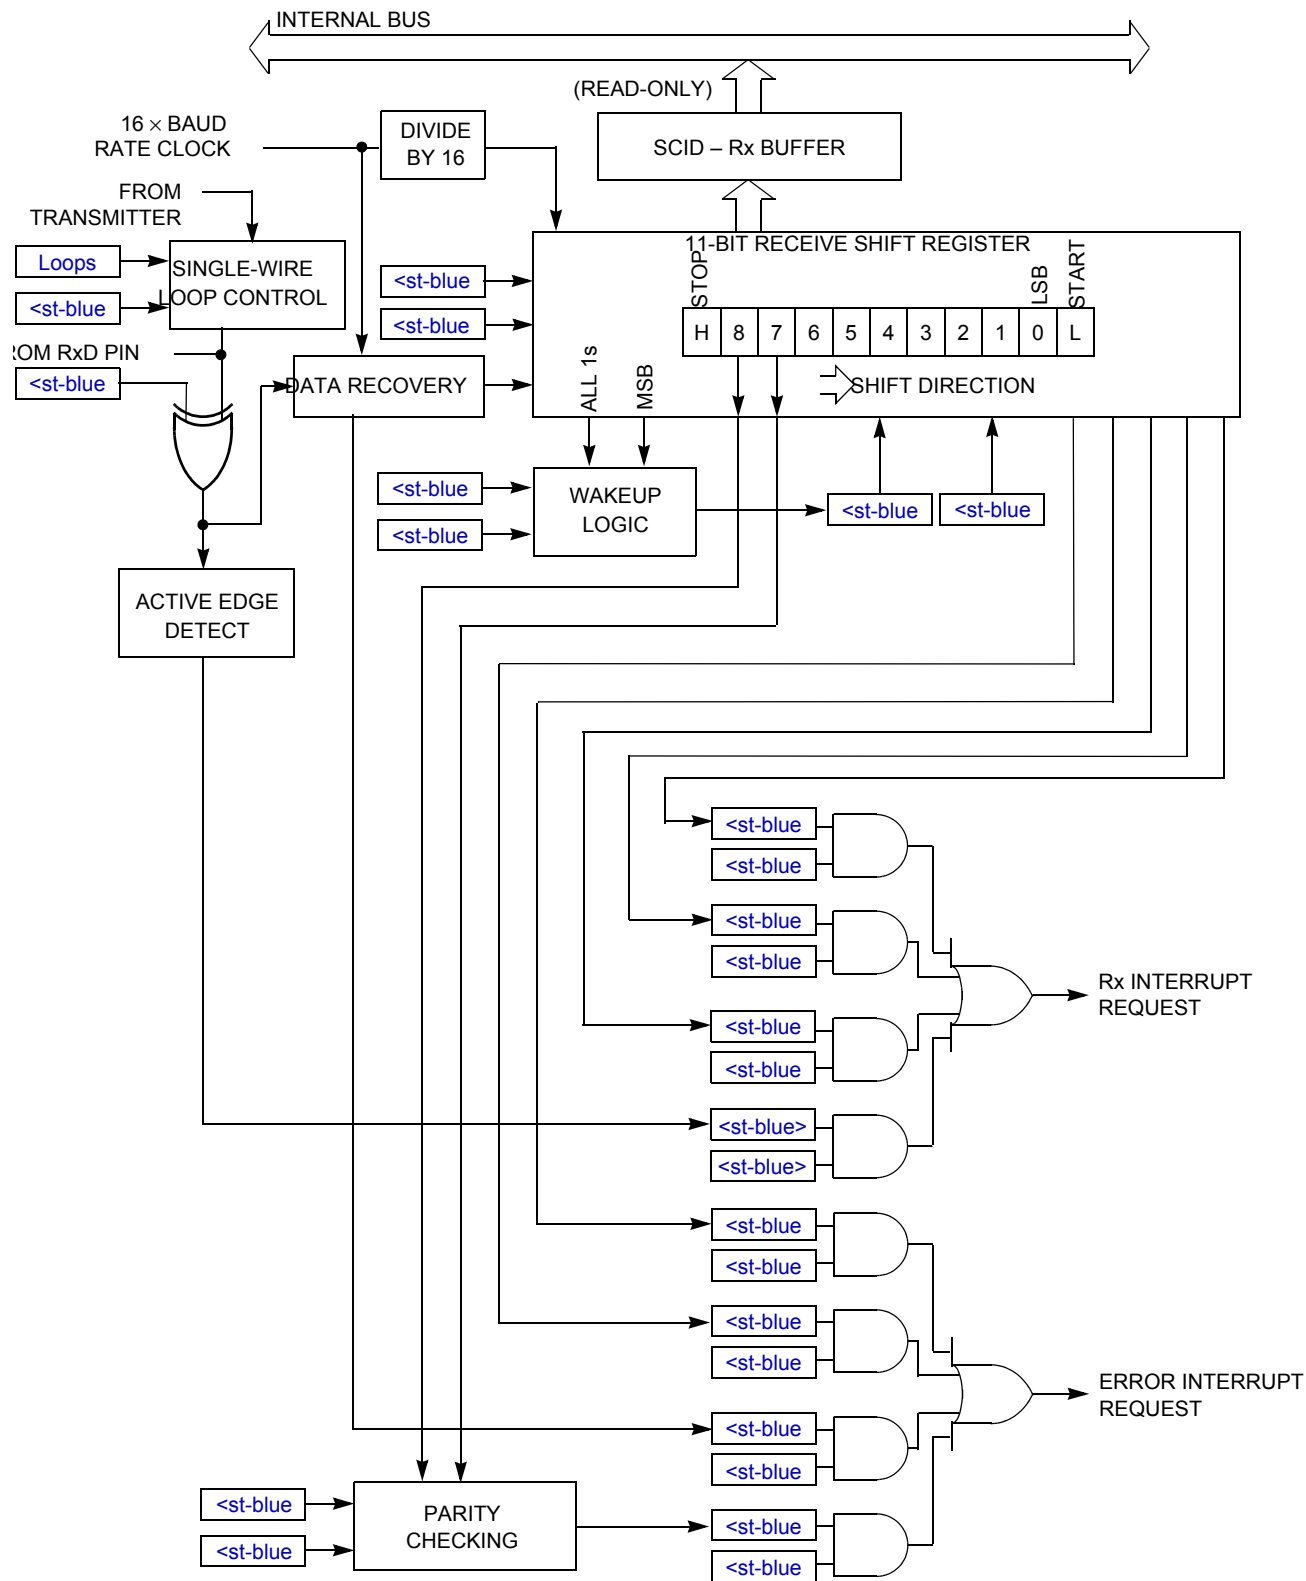 INTERNAL BUS
(READ-ONLY)
16 × BAUD
RATE CLOCK
DIVIDE
BY 16
SCID – Rx BUFFER
FROM
TRANSMITTER
11-BIT RECEIVE SHIFT REGISTER
Loops
SINGLE-WIRE
LOOP CONTROL
<st-blue
<st-blue
<st-blue
STOP
LSB
START
H 8 7 6 5 4 3 2 1 0 L
ROM RxD PIN
<st-blue
DATA RECOVERY
ALL 1s
MSB
SHIFT DIRECTION
<st-blue
<st-blue
WAKEUP
LOGIC
<st-blue
<st-blue
ACTIVE EDGE
DETECT
<st-blue
<st-blue
<st-blue
<st-blue
Rx INTERRUPT
REQUEST
<st-blue
<st-blue
<st-blue>
<st-blue>
<st-blue
<st-blue
<st-blue
<st-blue
ERROR INTERRUPT
REQUEST
<st-blue
<st-blue
<st-blue
<st-blue
PARITY
CHECKING
<st-blue
<st-blue